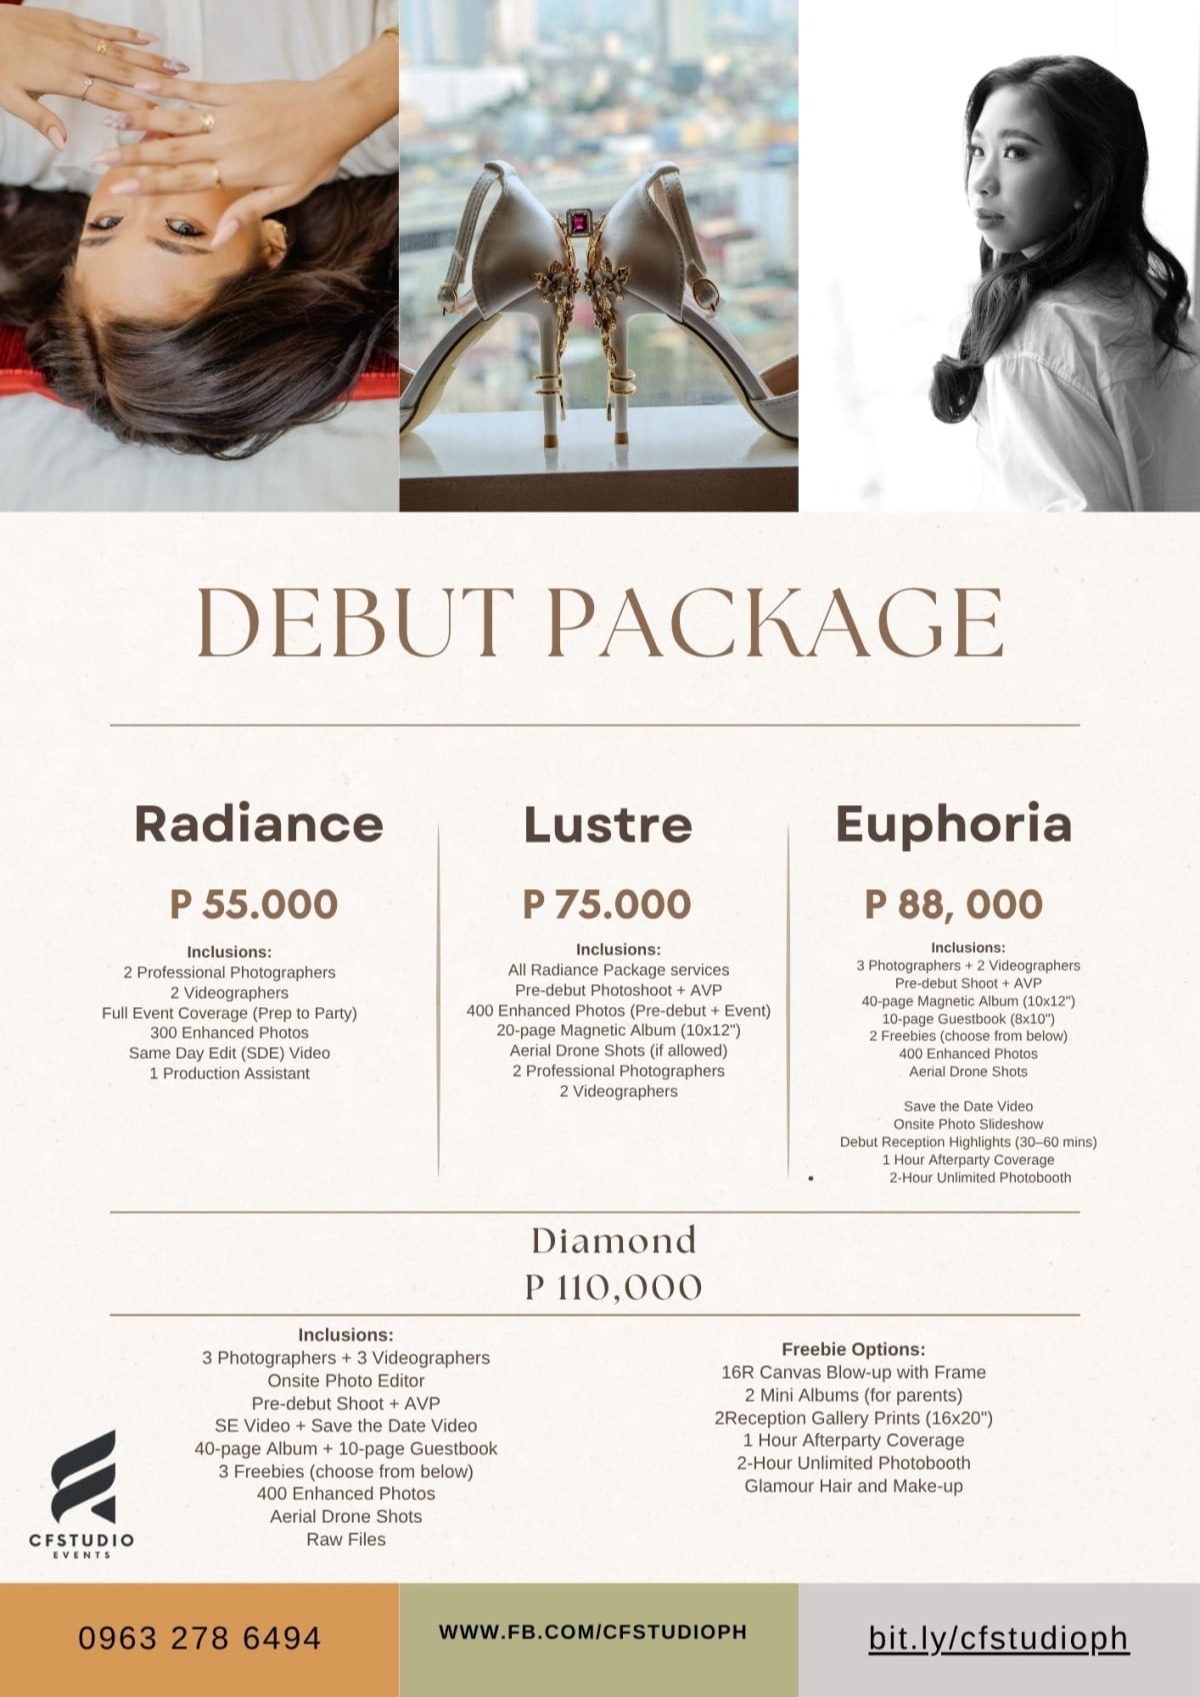 DEBUT PACKAGE
Radiance
P 55.000
Inclusions:
2 Professional Photographers
2 Videographers
Full Event Coverage (Prep to Party)
300 Enhanced Photos
Same Day Edit (SDE) Video
1 Production Assistant
Lustre
P 75.000
Inclusions:
All Radiance Package services
Pre-debut Photoshoot + AVP
400 Enhanced Photos (Pre-debut + Event)
20-page Magnetic Album (10x12")
Aerial Drone Shots (if allowed)
2 Professional Photographers
2 Videographers
Euphoria
P 88, 000
Inclusions:
3 Photographers + 2 Videographers
Pre-debut Shoot + AVP
40-page Magnetic Album (10x12")
10-page Guestbook (8x10")
2 Freebies (choose from below)
400 Enhanced Photos
Aerial Drone Shots
Save the Date Video
Onsite Photo Slideshow
Debut Reception Highlights (30–60 mins)
1 Hour Afterparty Coverage
• 2-Hour Unlimited Photobooth
Diamond
P 110,000
Inclusions:
3 Photographers + 3 Videographers
Onsite Photo Editor
Pre-debut Shoot + AVP
SE Video + Save the Date Video
40-page Album + 10-page Guestbook
3 Freebies (choose from below)
400 Enhanced Photos
Aerial Drone Shots
Raw Files
Freebie Options:
16R Canvas Blow-up with Frame
2 Mini Albums (for parents)
2Reception Gallery Prints (16x20")
1 Hour Afterparty Coverage
2-Hour Unlimited Photobooth
Glamour Hair and Make-up
CFSTUDIO
EVENTS
0963 278 6494
WWW.FB.COM/CFSTUDIOPH
bit.ly/cfstudioph